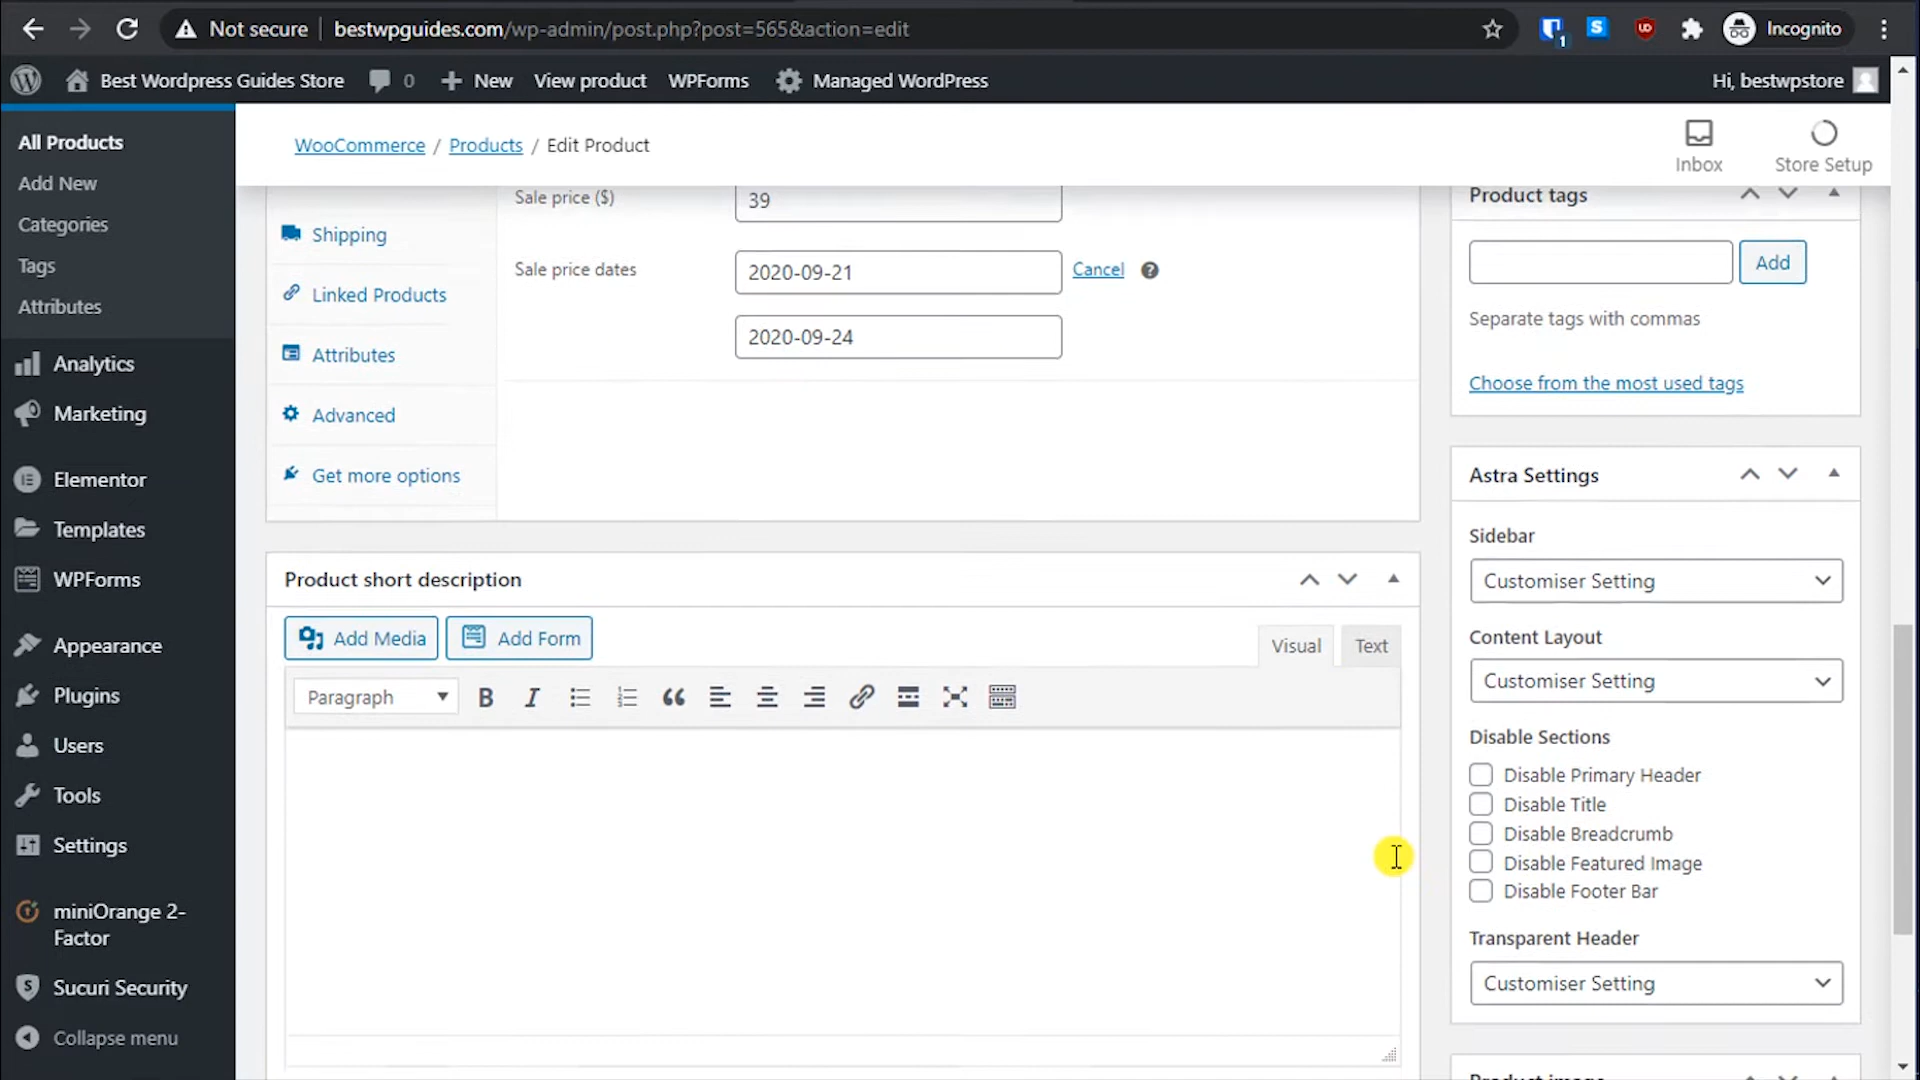 Not secure
bestwpguides.com/wp-admin/post.php?post=565&action=edit
1
S
Incognito
Best Wordpress Guides Store
0
New
View product
WPForms
Managed WordPress
Hi, bestwpstore
All Products
Add New
Categories
Tags
Attributes
Analytics
Marketing
Elementor
Templates
WPForms
Appearance
Plugins
Users
Tools
Settings
miniOrange 2-
Factor
Sucuri Security
Collapse menu
WooCommerce / Products / Edit Product
Inbox
Store Setup
Shipping
Linked Products
Attributes
Advanced
Get more options
Sale price ($)
39
Sale price dates
2020-09-21
Cancel
?
2020-09-24
Product short description
Add Media
Add Form
Visual
Text
Paragraph
B
I
Product tags
Add
Separate tags with commas
Choose from the most used tags
Astra Settings
Sidebar
Customiser Setting
Content Layout
Customiser Setting
Disable Sections
Disable Primary Header
Disable Title
Disable Breadcrumb
Disable Featured Image
Disable Footer Bar
Transparent Header
Customiser Setting
Product image